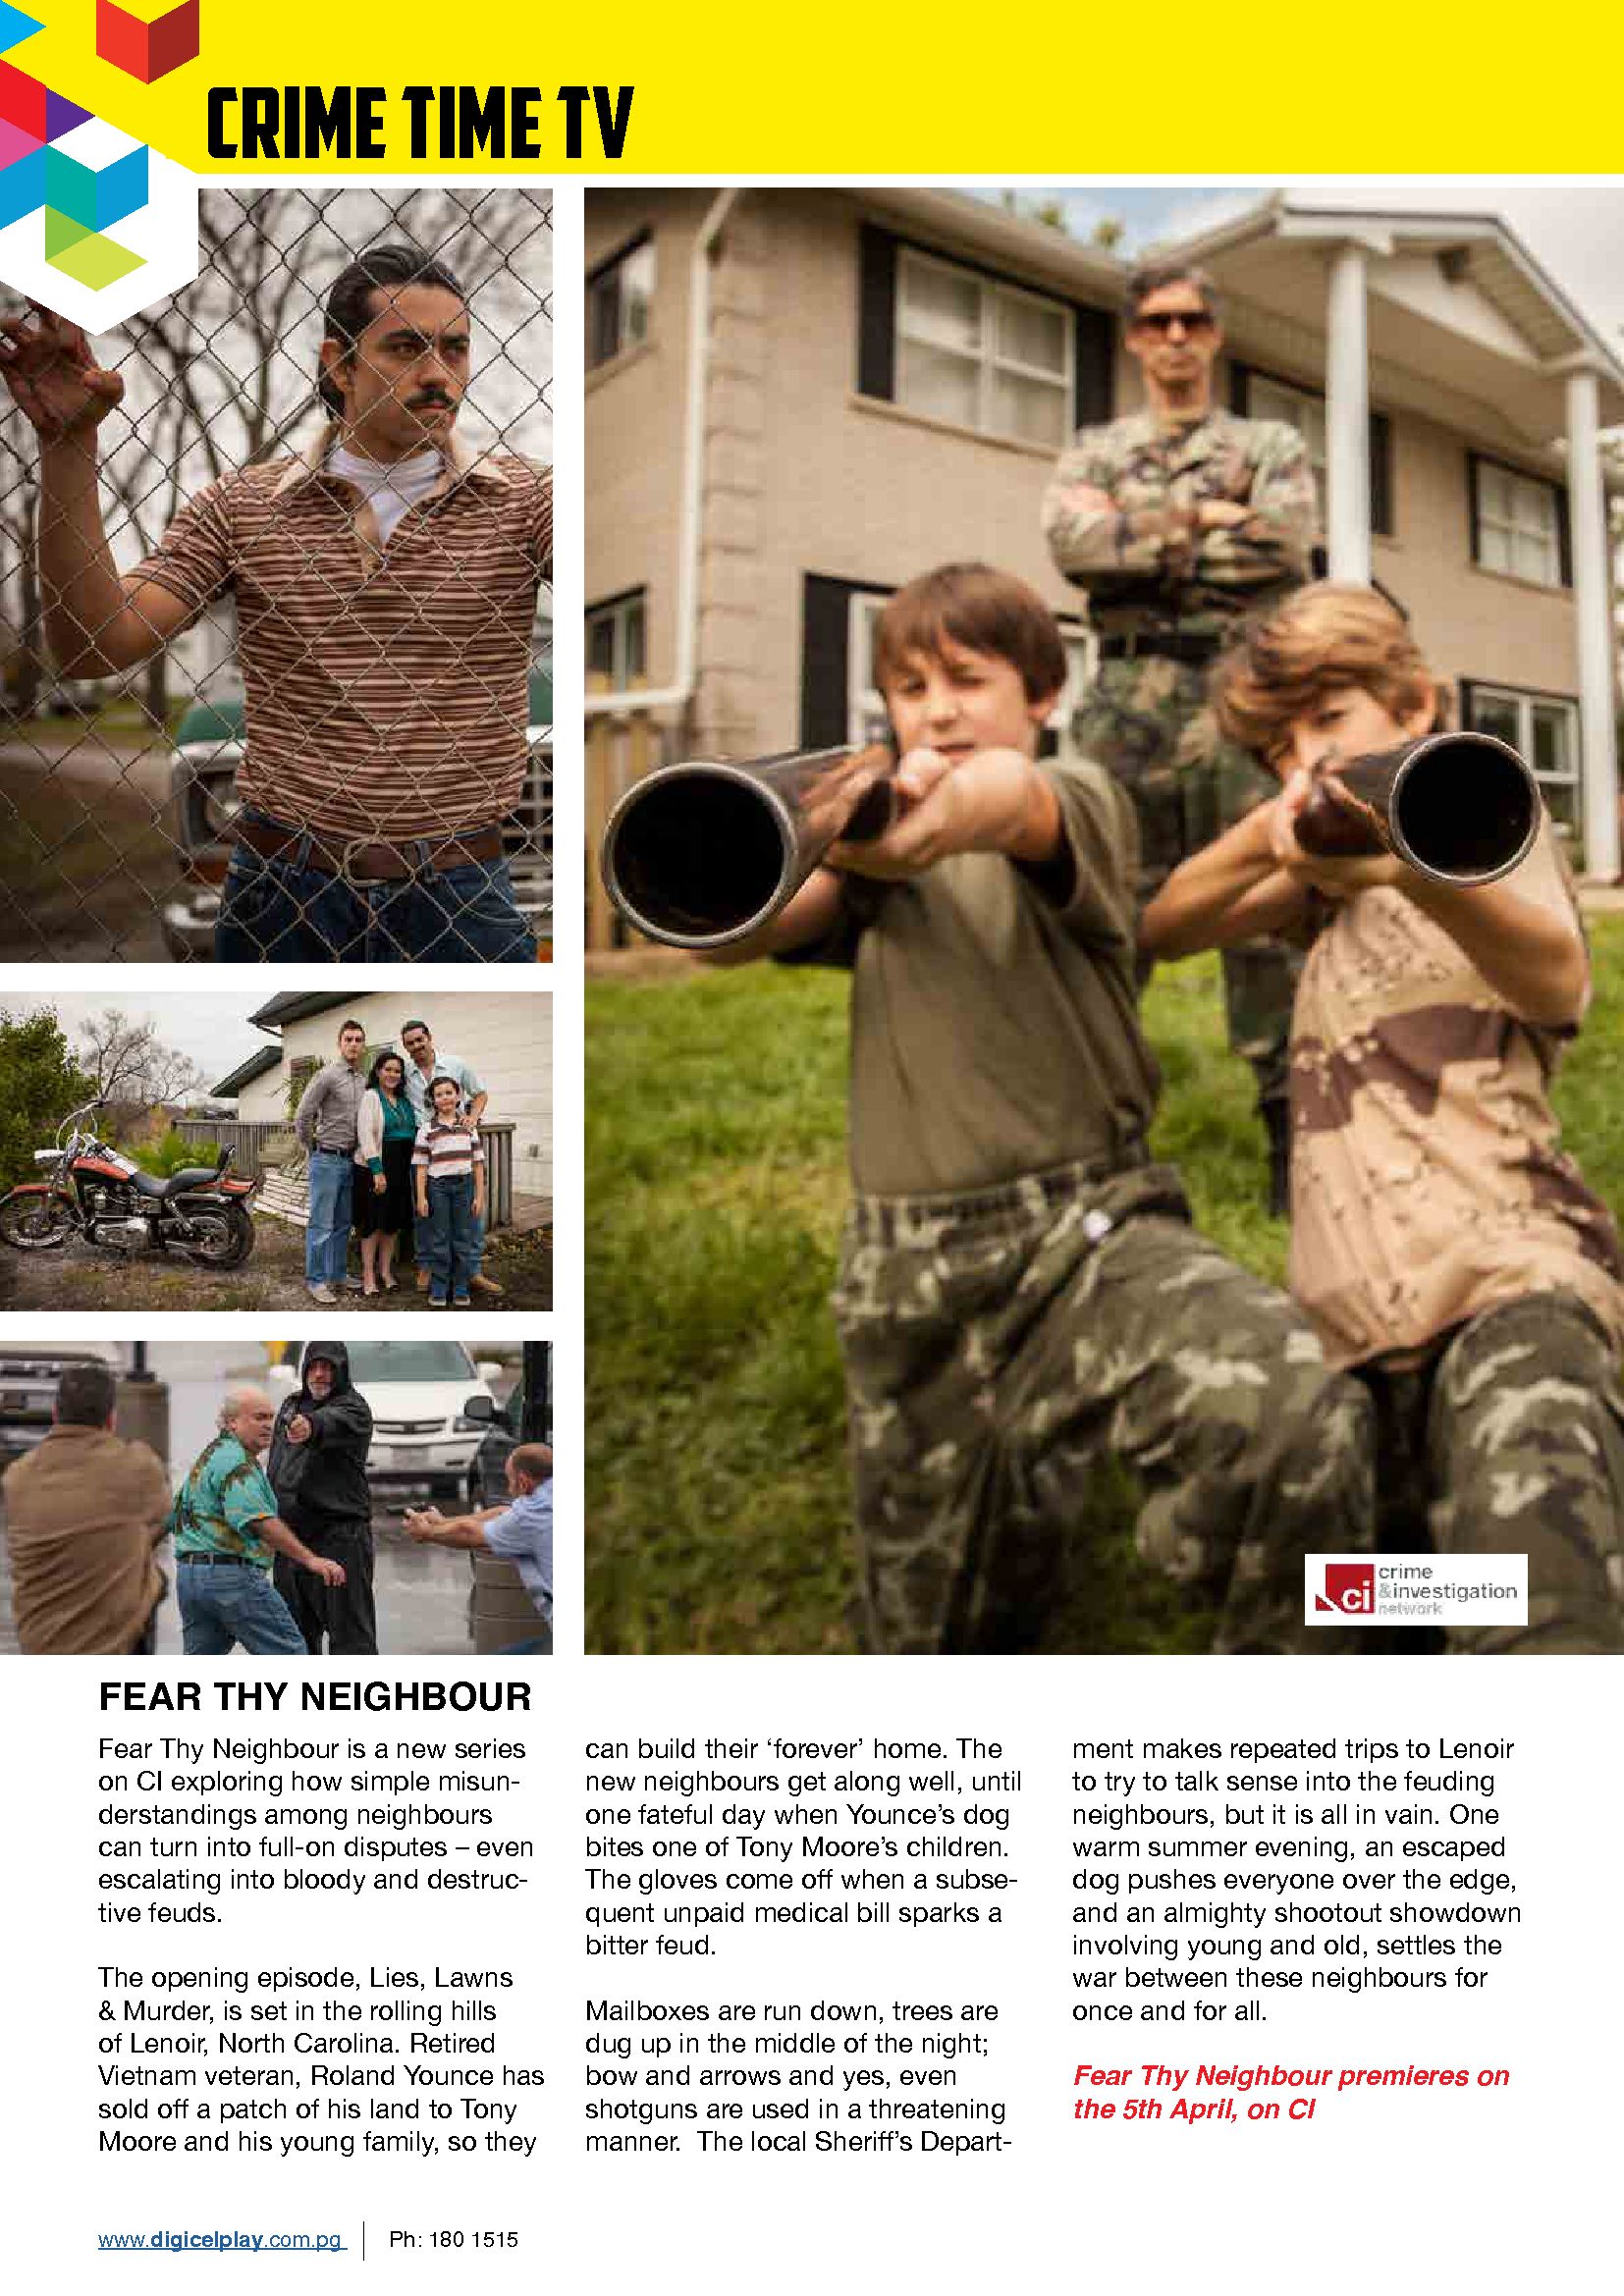 CRIME TIME TV
ci
crime
&investigation
network
FEAR THY NEIGHBOUR
Fear Thy Neighbour is a new series
on CI exploring how simple misun-
derstandings among neighbours
can turn into full-on disputes – even
escalating into bloody and destruc-
tive feuds.
The opening episode, Lies, Lawns
& Murder, is set in the rolling hills
of Lenoir, North Carolina. Retired
Vietnam veteran, Roland Younce has
sold off a patch of his land to Tony
Moore and his young family, so they
can build their ‘forever’ home. The
new neighbours get along well, until
one fateful day when Younce’s dog
bites one of Tony Moore’s children.
The gloves come off when a subse-
quent unpaid medical bill sparks a
bitter feud.
Mailboxes are run down, trees are
dug up in the middle of the night;
bow and arrows and yes, even
shotguns are used in a threatening
manner.  The local Sheriff’s Depart-
ment makes repeated trips to Lenoir
to try to talk sense into the feuding
neighbours, but it is all in vain. One
warm summer evening, an escaped
dog pushes everyone over the edge,
and an almighty shootout showdown
involving young and old, settles the
war between these neighbours for
once and for all.
Fear Thy Neighbour premieres on
the 5th April, on CI
www.digicelplay.com.pg
Ph: 180 1515